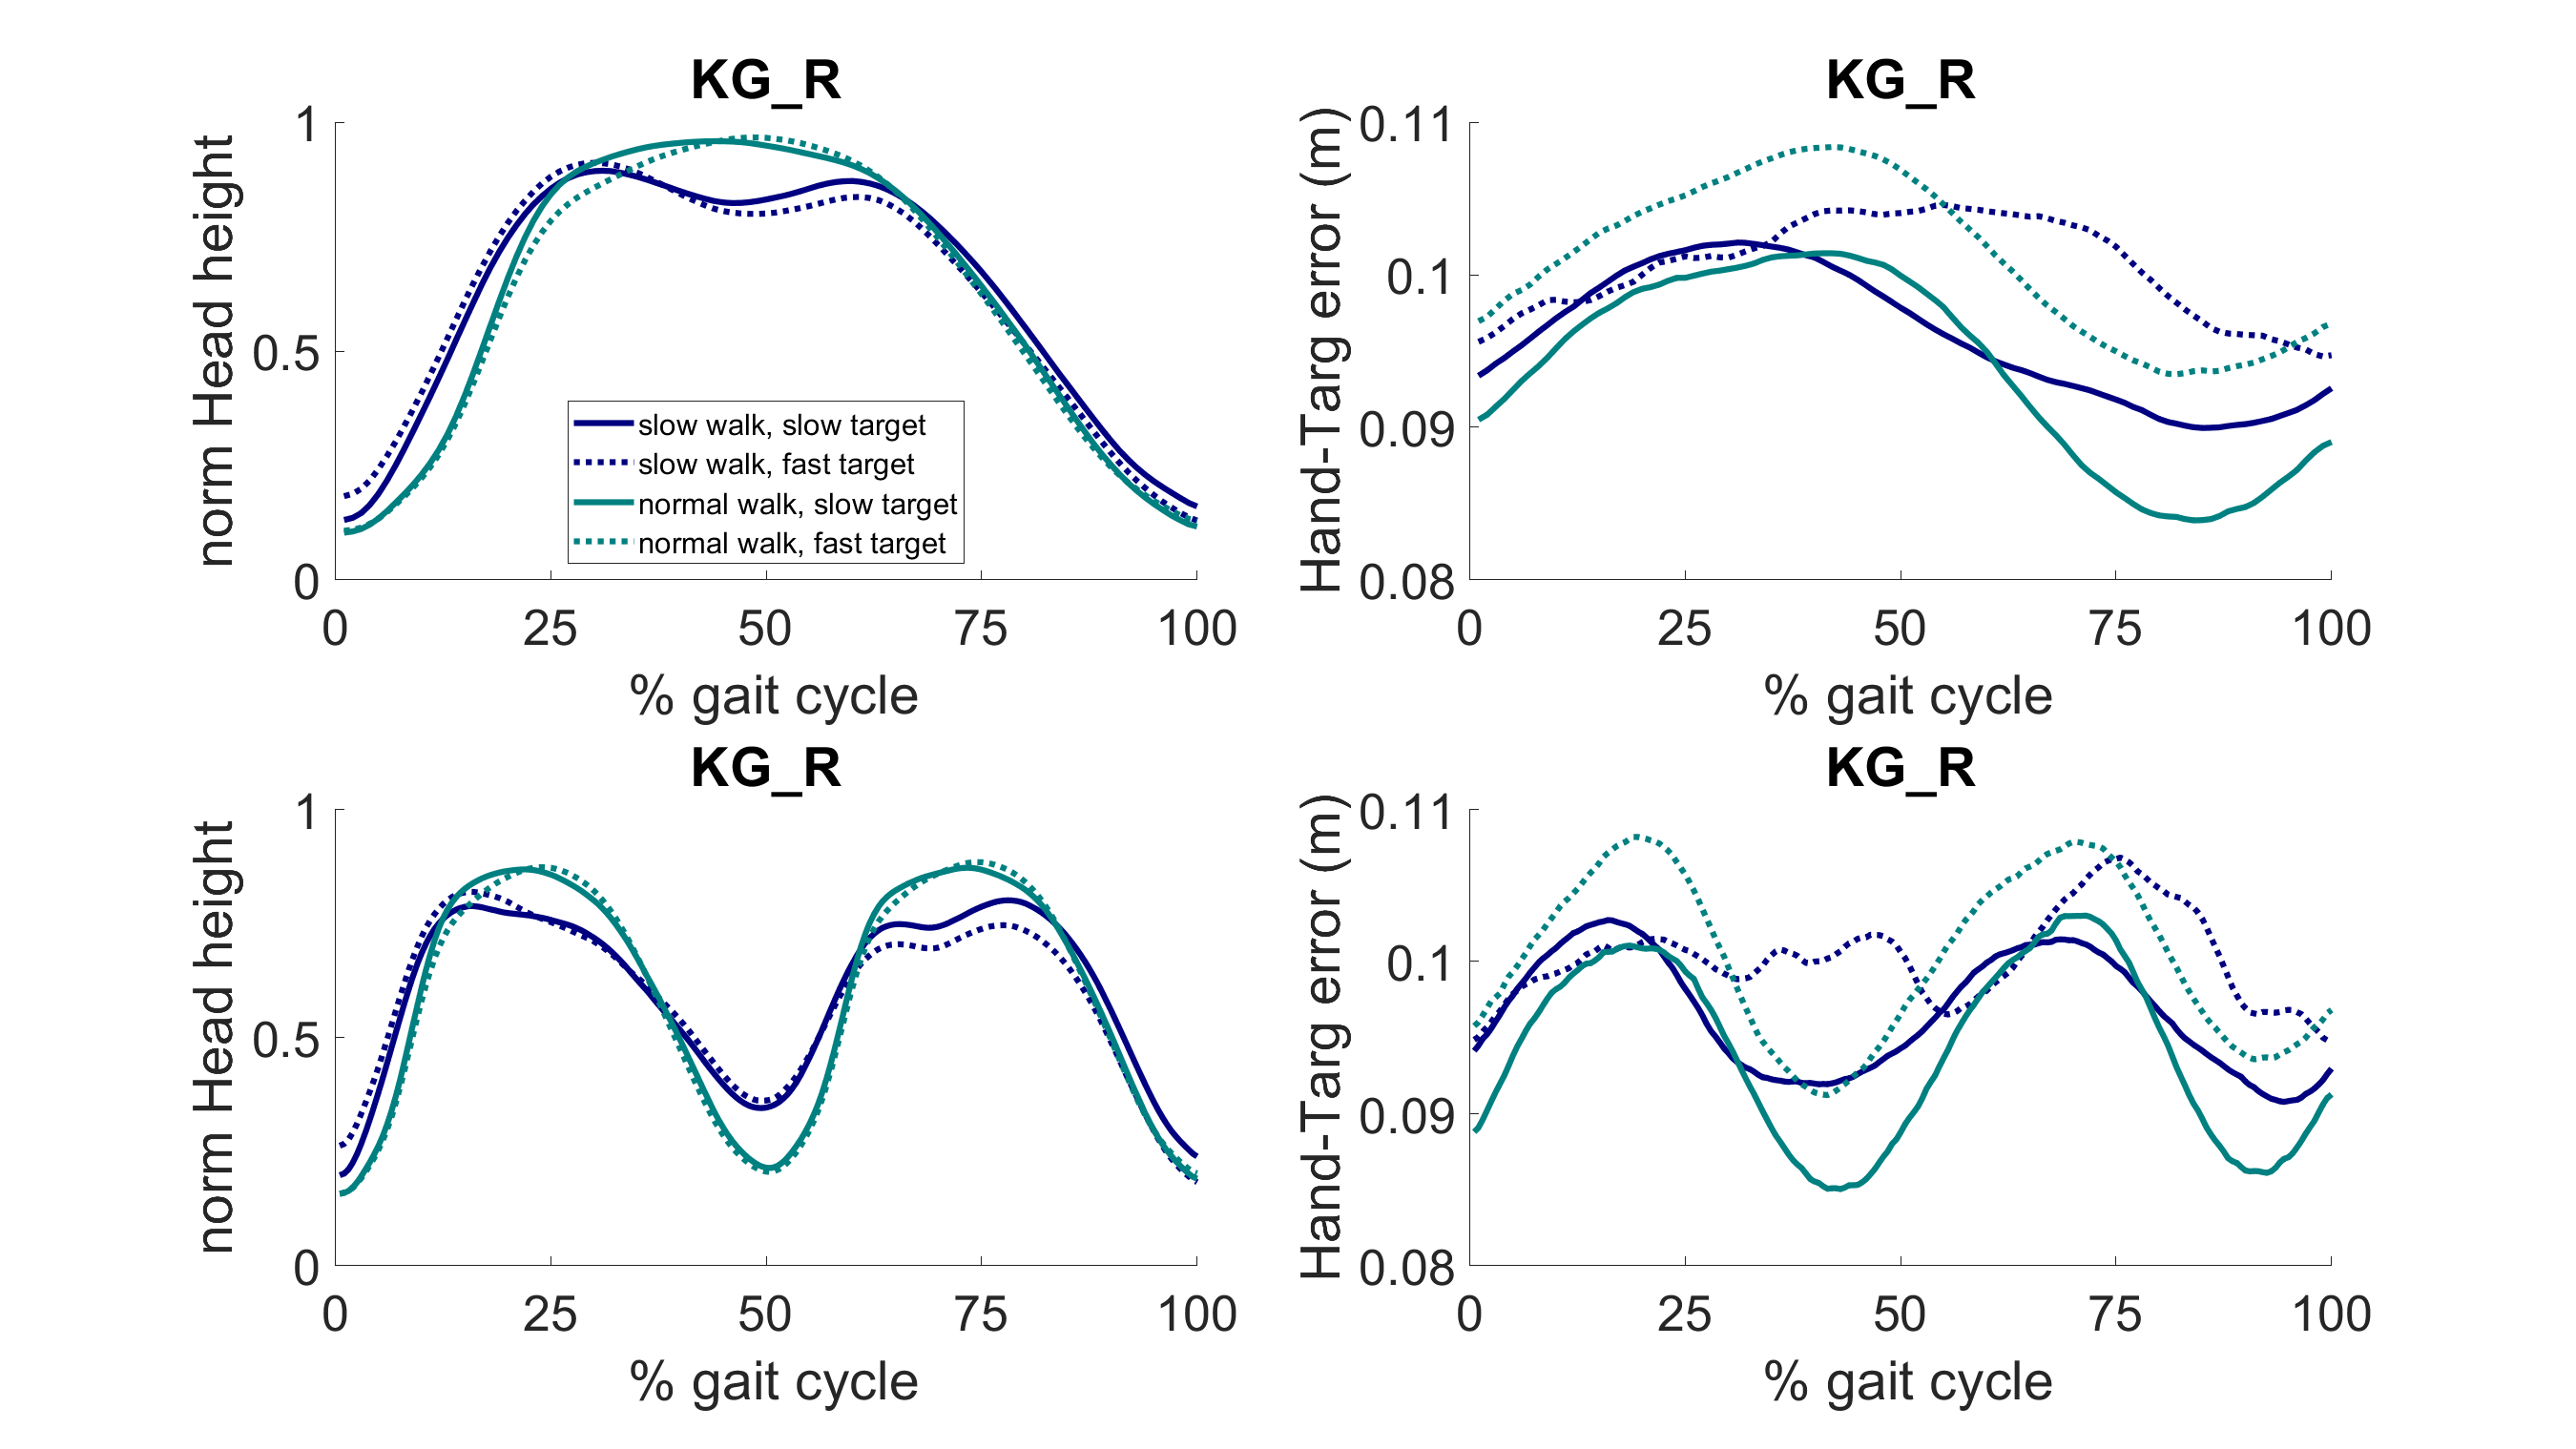 KG_R
norm Head height
1
0.5
0
slow walk, slow target
slow walk, fast target
normal walk, slow target
normal walk, fast target
0 25 50 75 100
% gait cycle
KG_R
Hand-Targ error (m)
0.11
0.1
0.09
0.08
0 25 50 75 100
% gait cycle
KG_R
norm Head height
1
0.5
0
0 25 50 75 100
% gait cycle
KG_R
Hand-Targ error (m)
0.11
0.1
0.09
0.08
0 25 50 75 100
% gait cycle